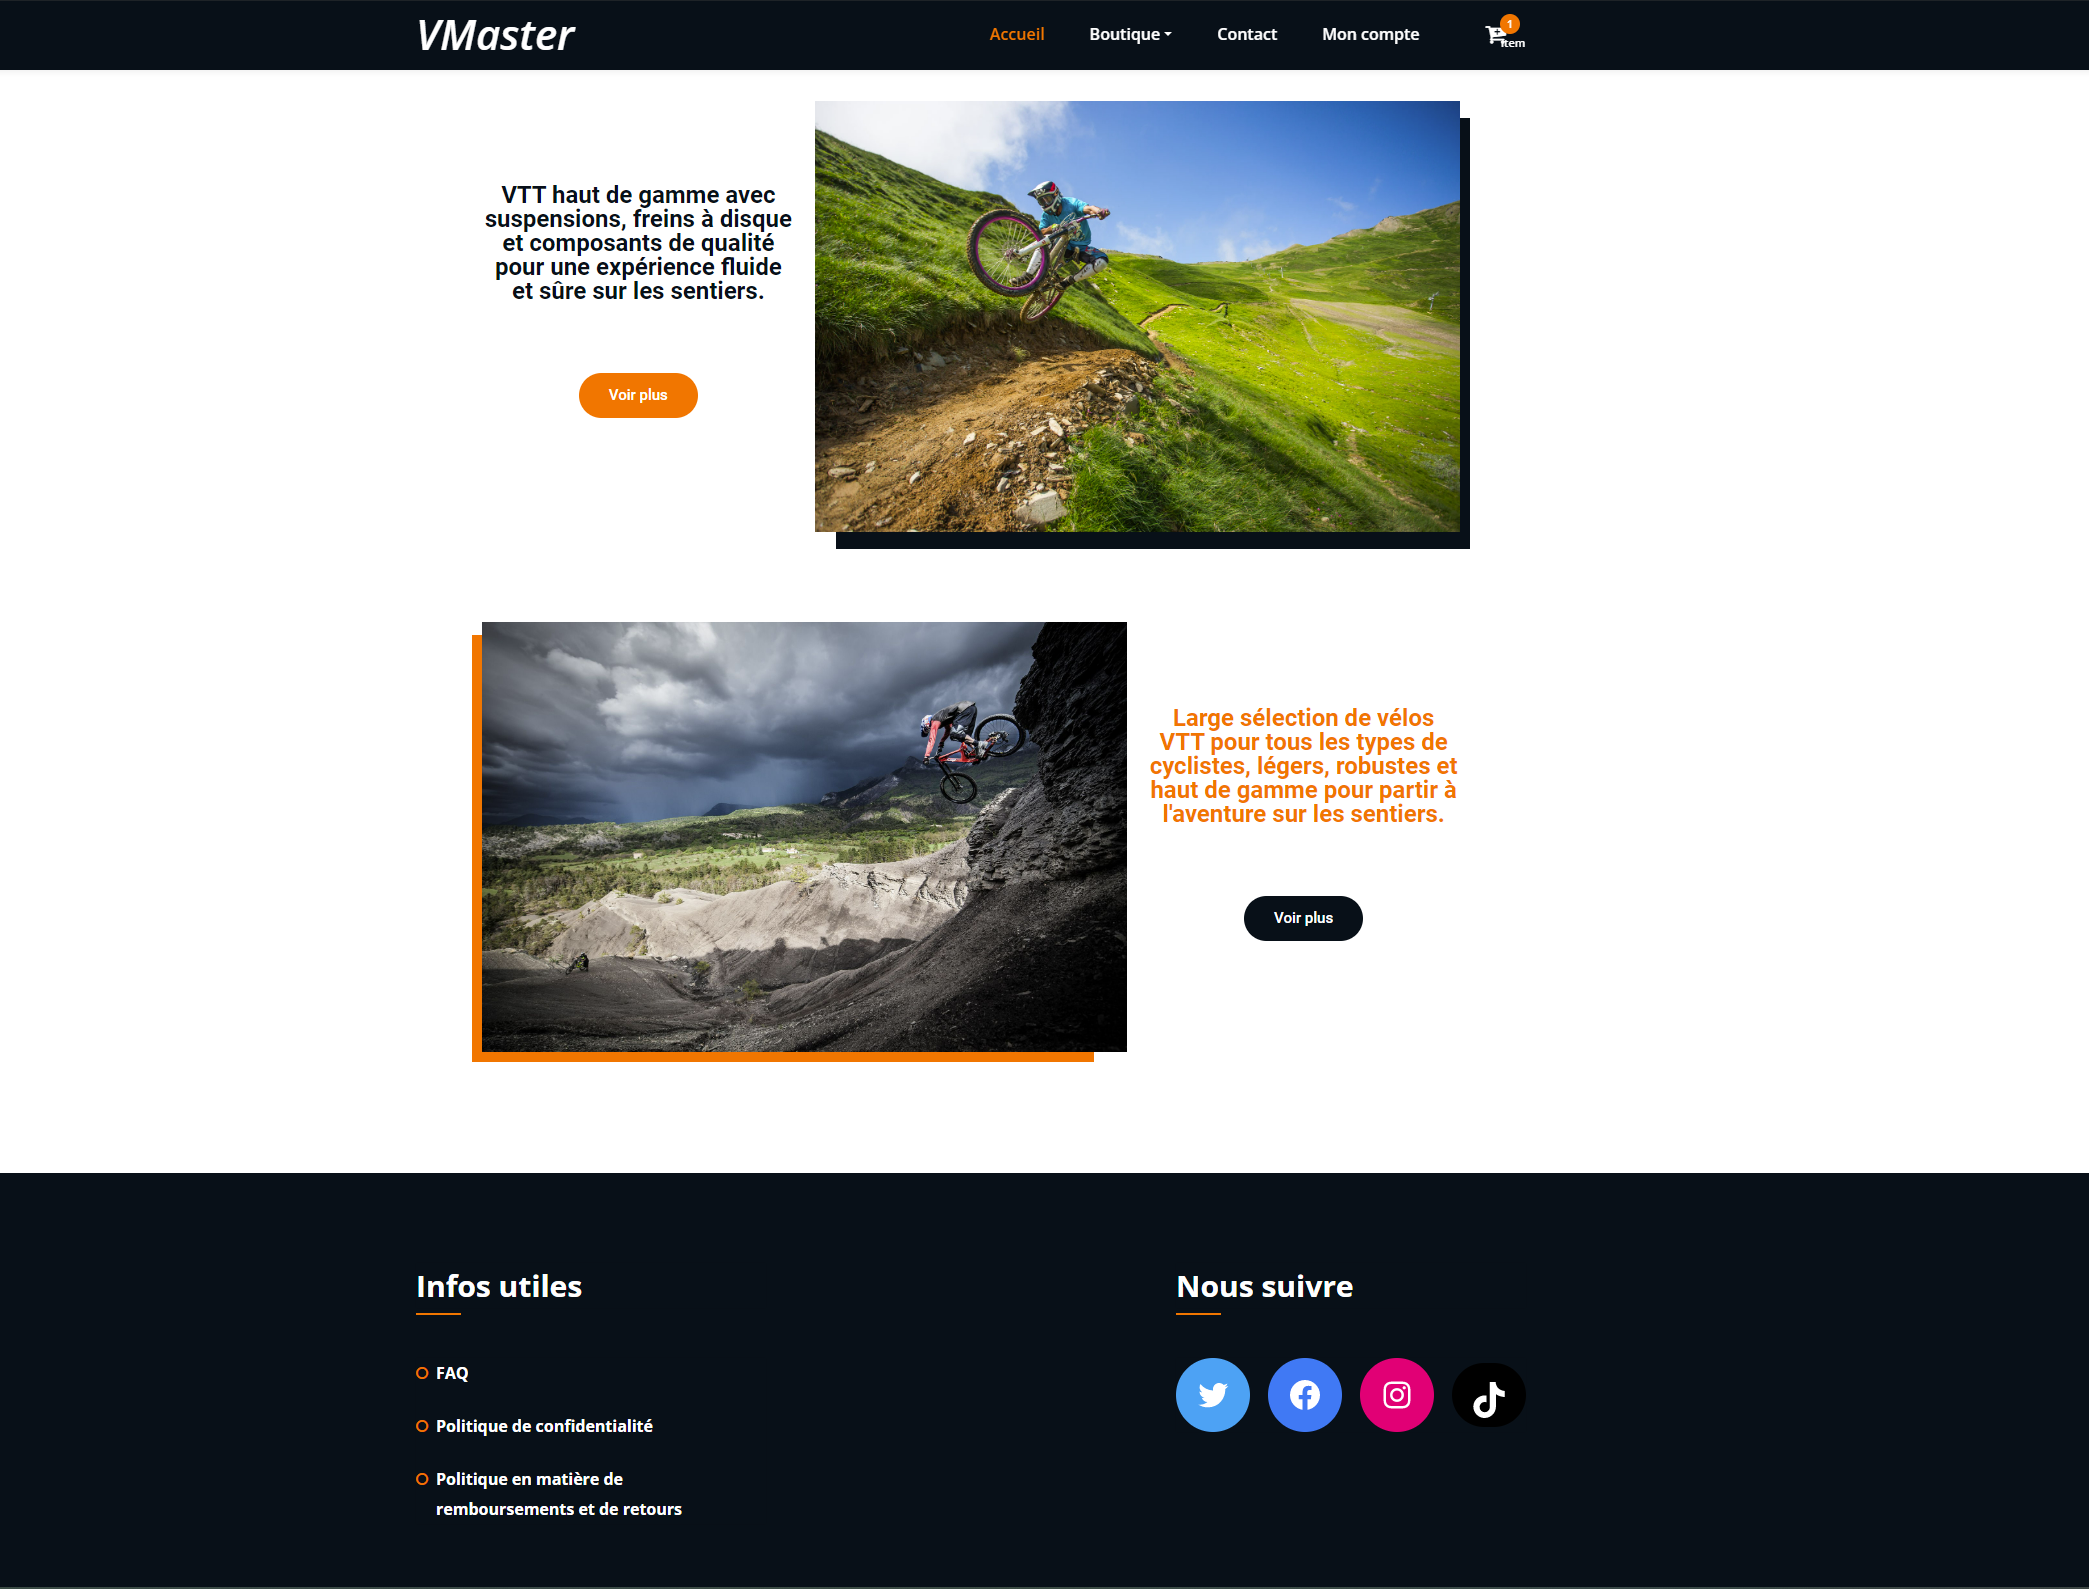 VMaster
Accueil
Boutique
Contact
Mon compte
1
item
VTT haut de gamme avec
suspensions, freins à disque
et composants de qualité
pour une expérience fluide
et sûre sur les sentiers.
Voir plus
Large sélection de vélos
VTT pour tous les types de
cyclistes, légers, robustes et
haut de gamme pour partir à
l'aventure sur les sentiers.
Voir plus
Infos utiles
FAQ
Politique de confidentialité
Politique en matière de
remboursements et de retours
Nous suivre